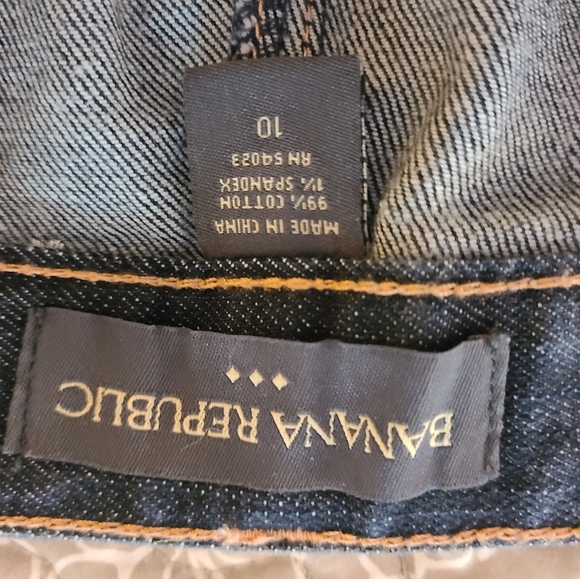 BANANA REPUBLIC
MADE IN CHINA
99% COTTON
1% SPANDEX
RN 54023
10